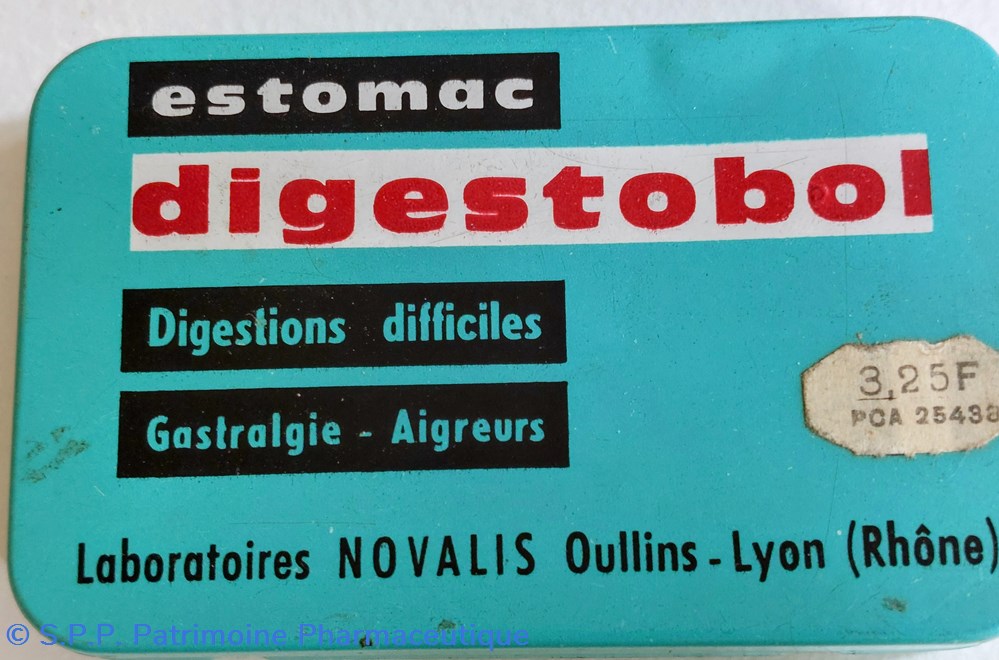 estomac
digestobol
Digestions difficiles
Gastralgie - Aigreurs
3,25F
PCA 25438
Laboratoires NOVALIS Oullins - Lyon (Rhône)
© S.P.P. Patrimoine Pharmaceutique